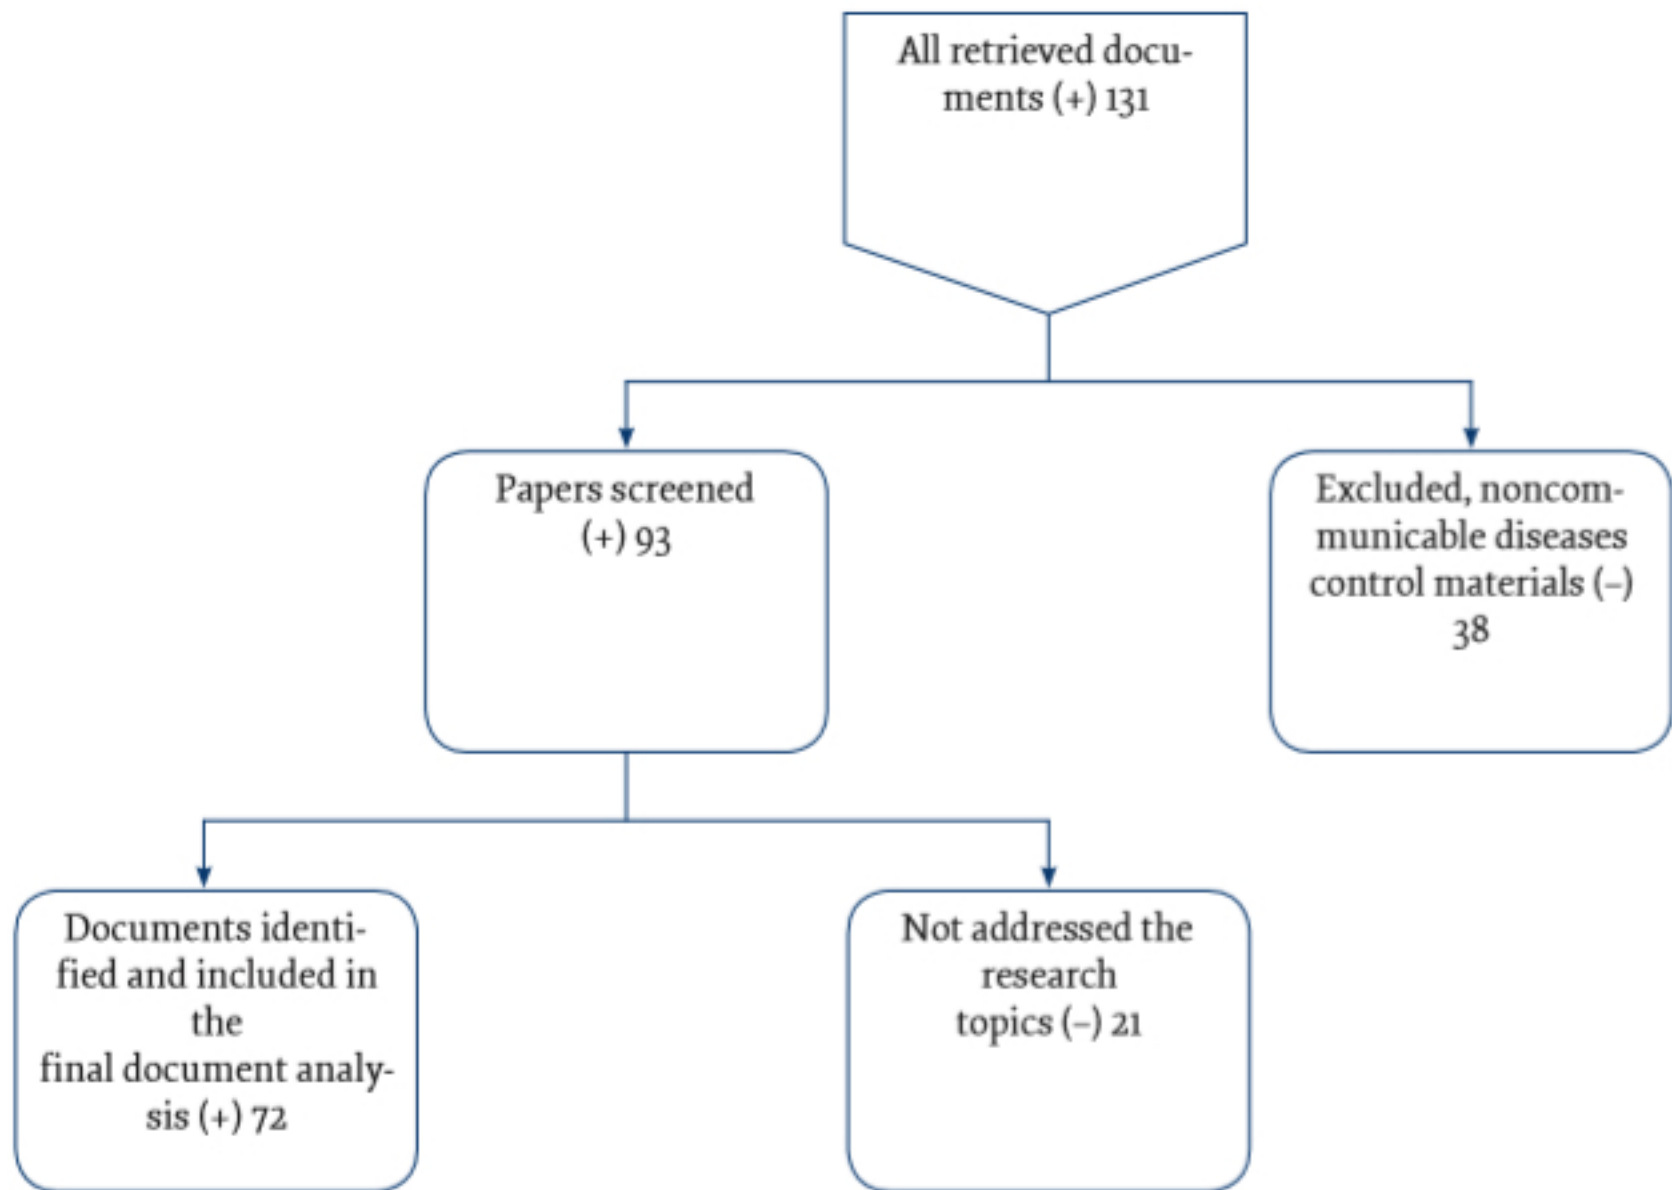 All retrieved docu-
ments (+) 131
Papers screened
(+) 93
Excluded, noncom-
municable diseases
control materials (–)
38
Documents identi-
fied and included in
the
final document analy-
sis (+) 72
Not addressed the
research
topics (–) 21